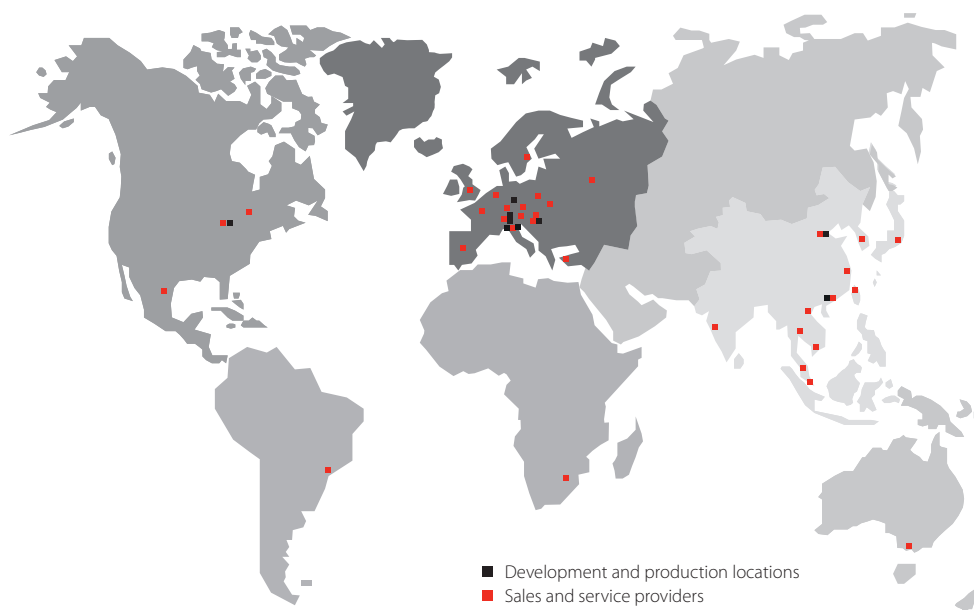 Development and production locations
Sales and service providers